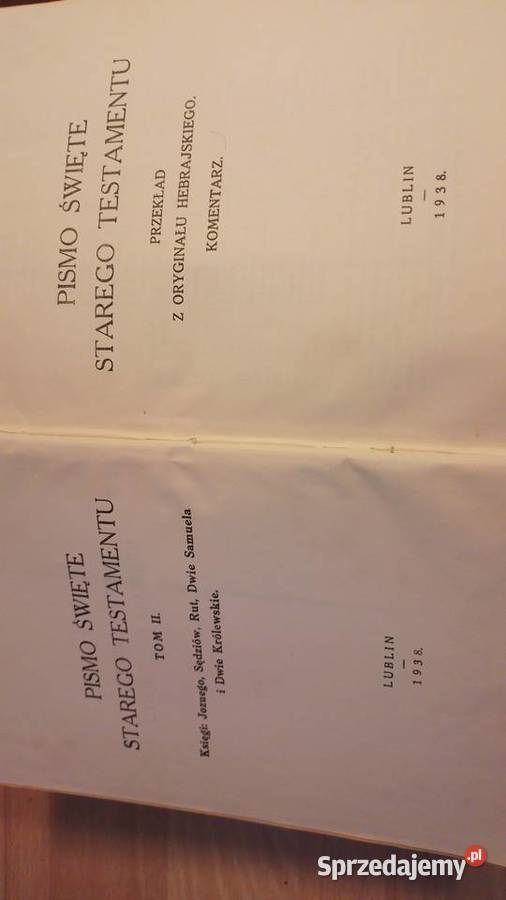 PISMO ŚWIĘTE
STAREGO TESTAMENTU
TOM II.
Księgi: Jozuego, Sędziów, Rut, Dwie Samuela
i Dwie Królewskie.
LUBLIN
—
1938.
PISMO ŚWIĘTE
STAREGO TESTAMENTU
PRZEKŁAD
Z ORYGINAŁU HEBRAJSKIEGO.
KOMENTARZ.
LUBLIN
—
1938.
Sprzedajemy.pl